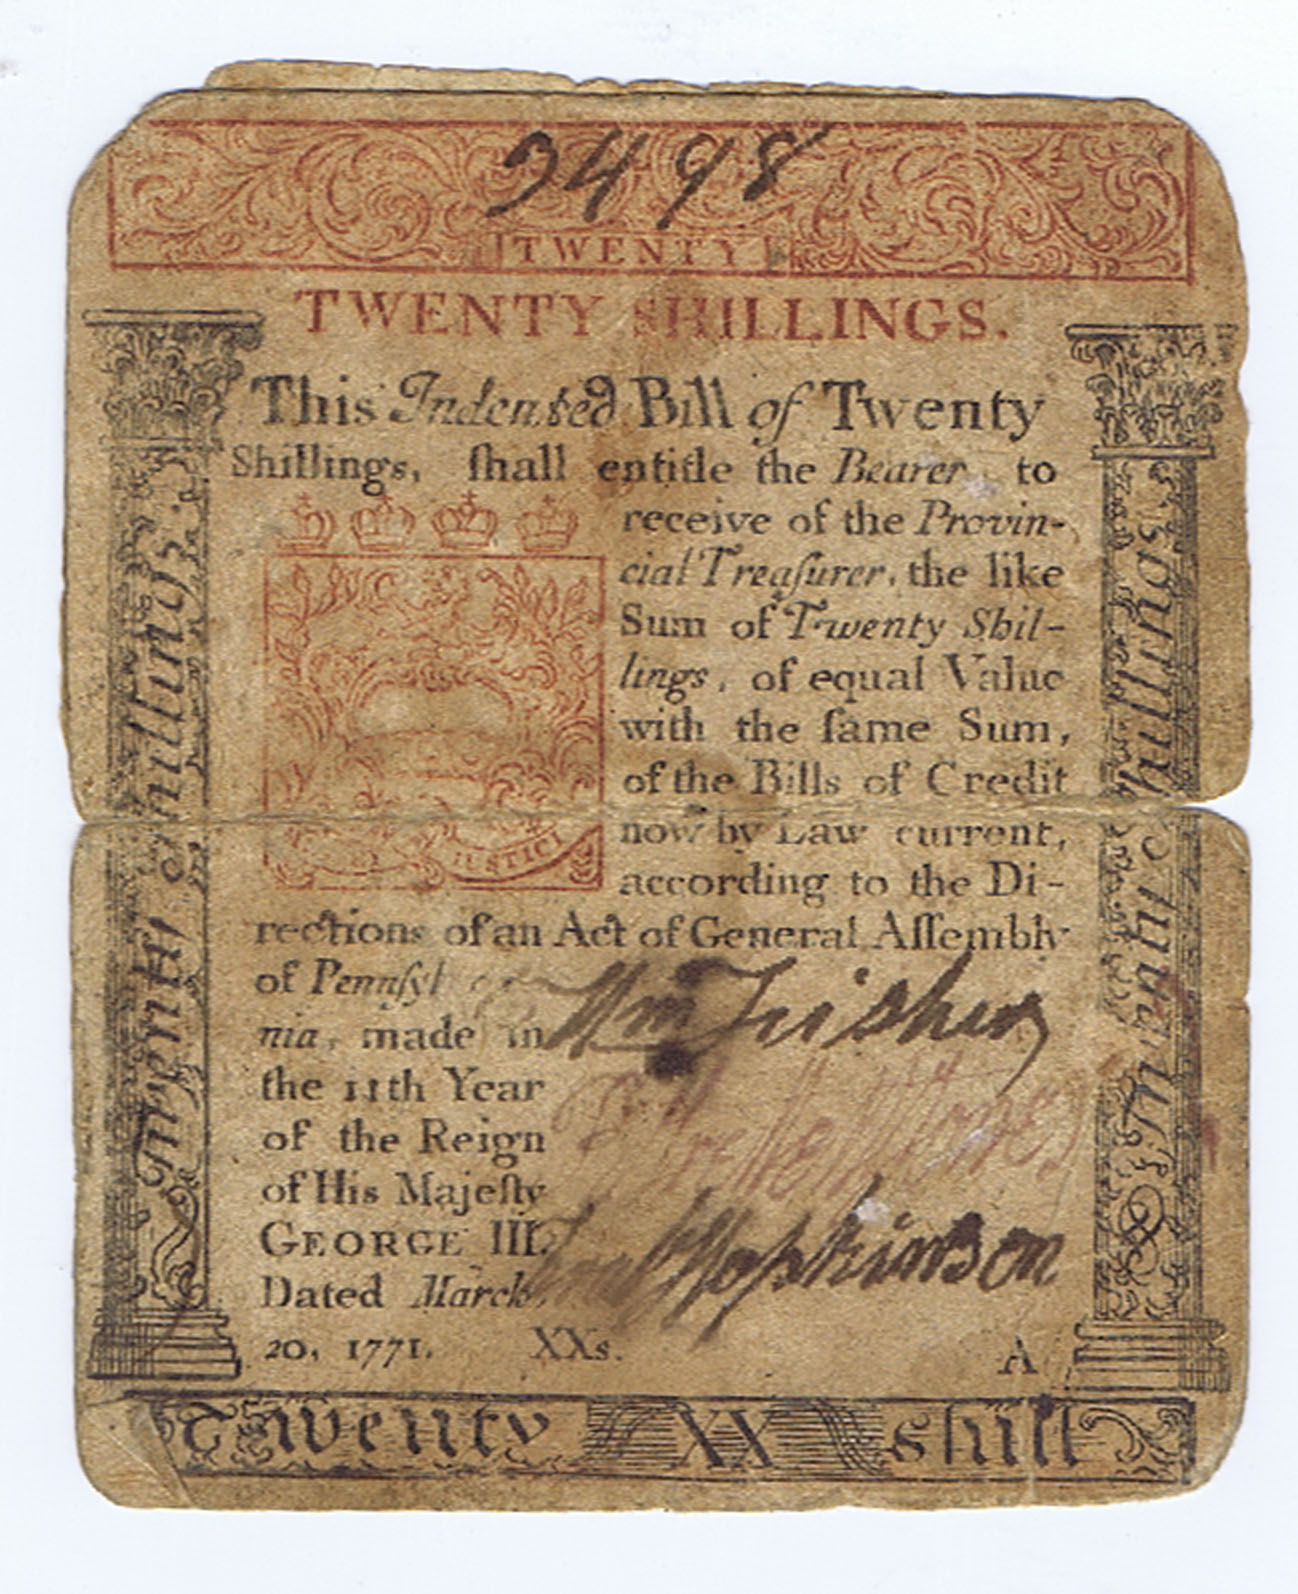 9498
TWENTY
TWENTY SHILLINGS.
This Indented Bill of Twenty
Shillings, ſhall entitle the Bearer to
receive of the Provin-
cial Treaſurer, the like
Sum of Twenty Shil-
lings, of equal Value
with the ſame Sum,
of the Bills of Credit
now by Law current,
according to the Di-
rections of an Act of General Aſſembly
of Pennſyl
nia, made in
the 11th Year
of the Reign
of His Majeſty
GEORGE III.
Dated March
20, 1771. XXs. A
Wm Fisher
Hopkinson
JUSTICE
Twenty Shillings
Twenty Shillings
Twenty XX Shill